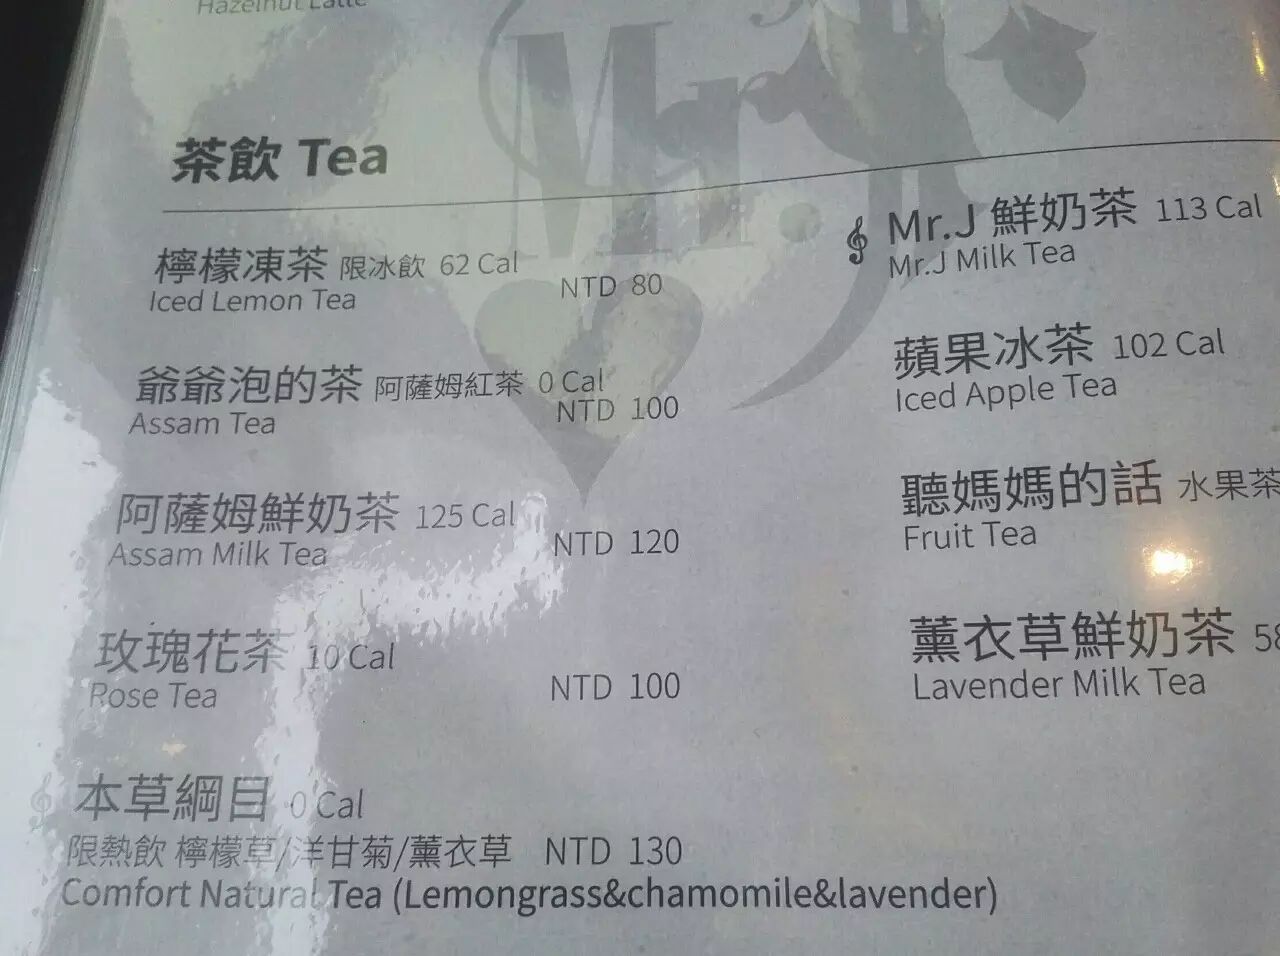 Hazelnut Latte
Mr.J
茶飲 Tea
檸檬凍茶 限冰飲 62 Cal
Iced Lemon Tea
NTD 80
爺爺泡的茶 阿薩姆紅茶 0 Cal
Assam Tea
NTD 100
阿薩姆鮮奶茶 125 Cal
Assam Milk Tea
NTD 120
玫瑰花茶 10 Cal
Rose Tea
NTD 100
本草綱目 0 Cal
限熱飲 檸檬草/洋甘菊/薰衣草 NTD 130
Comfort Natural Tea (Lemongrass&chamomile&lavender)
Mr.J 鮮奶茶 113 Cal
Mr.J Milk Tea
蘋果冰茶 102 Cal
Iced Apple Tea
聽媽媽的話 水果茶
Fruit Tea
薰衣草鮮奶茶 58
Lavender Milk Tea